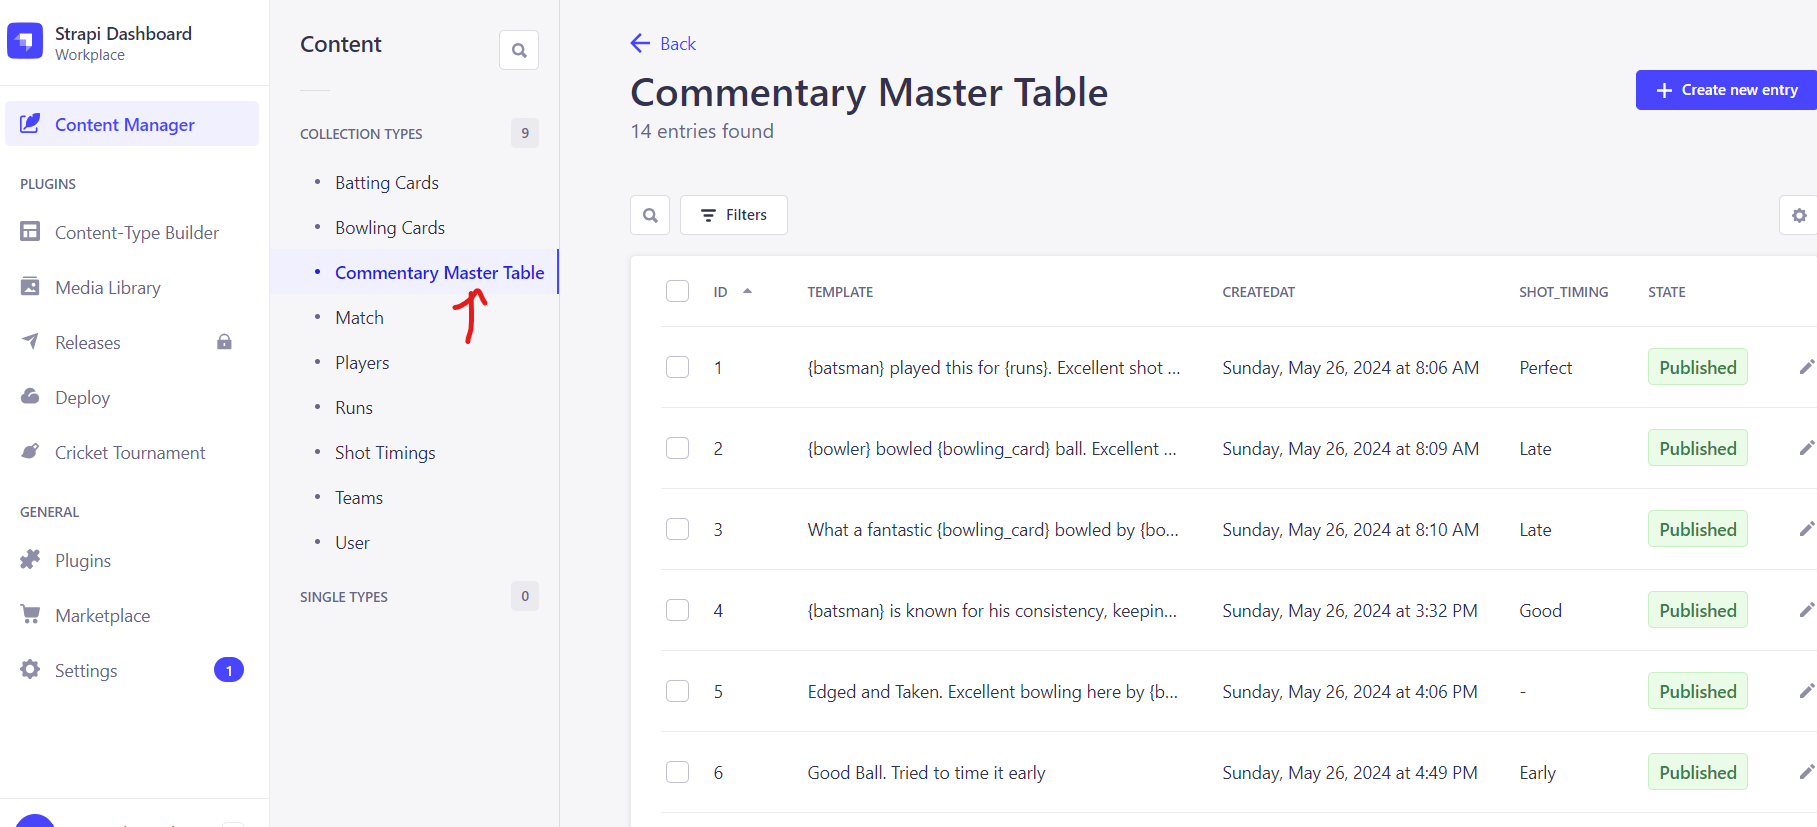 Strapi Dashboard
Workplace
Content Manager
PLUGINS
Content-Type Builder
Media Library
Releases
Deploy
Cricket Tournament
GENERAL
Plugins
Marketplace
Settings 1
Content
COLLECTION TYPES 9
Batting Cards
Bowling Cards
Commentary Master Table
Match
Players
Runs
Shot Timings
Teams
User
SINGLE TYPES 0
Back
Commentary Master Table
14 entries found
Create new entry
Filters
ID TEMPLATE CREATEDAT SHOT_TIMING STATE
1 {batsman} played this for {runs}. Excellent shot ... Sunday, May 26, 2024 at 8:06 AM Perfect Published
2 {bowler} bowled {bowling_card} ball. Excellent ... Sunday, May 26, 2024 at 8:09 AM Late Published
3 What a fantastic {bowling_card} bowled by {bo... Sunday, May 26, 2024 at 8:10 AM Late Published
4 {batsman} is known for his consistency, keepin... Sunday, May 26, 2024 at 3:32 PM Good Published
5 Edged and Taken. Excellent bowling here by {b... Sunday, May 26, 2024 at 4:06 PM - Published
6 Good Ball. Tried to time it early Sunday, May 26, 2024 at 4:49 PM Early Published